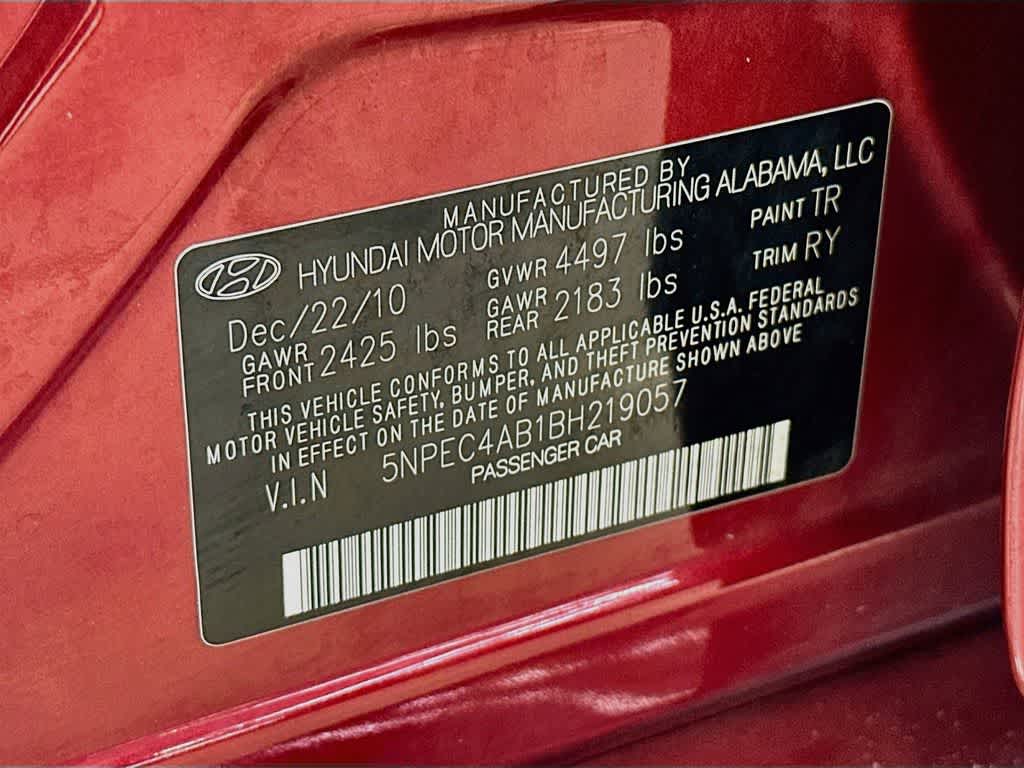 MANUFACTURED BY
HYUNDAI MOTOR MANUFACTURING ALABAMA, LLC
Dec/22/10 GVWR 4497 lbs PAINT TR
GAWR FRONT 2425 lbs GAWR REAR 2183 lbs TRIM RY
THIS VEHICLE CONFORMS TO ALL APPLICABLE U.S.A. FEDERAL
MOTOR VEHICLE SAFETY, BUMPER, AND THEFT PREVENTION STANDARDS
IN EFFECT ON THE DATE OF MANUFACTURE SHOWN ABOVE
V.I.N 5NPEC4AB1BH219057
PASSENGER CAR